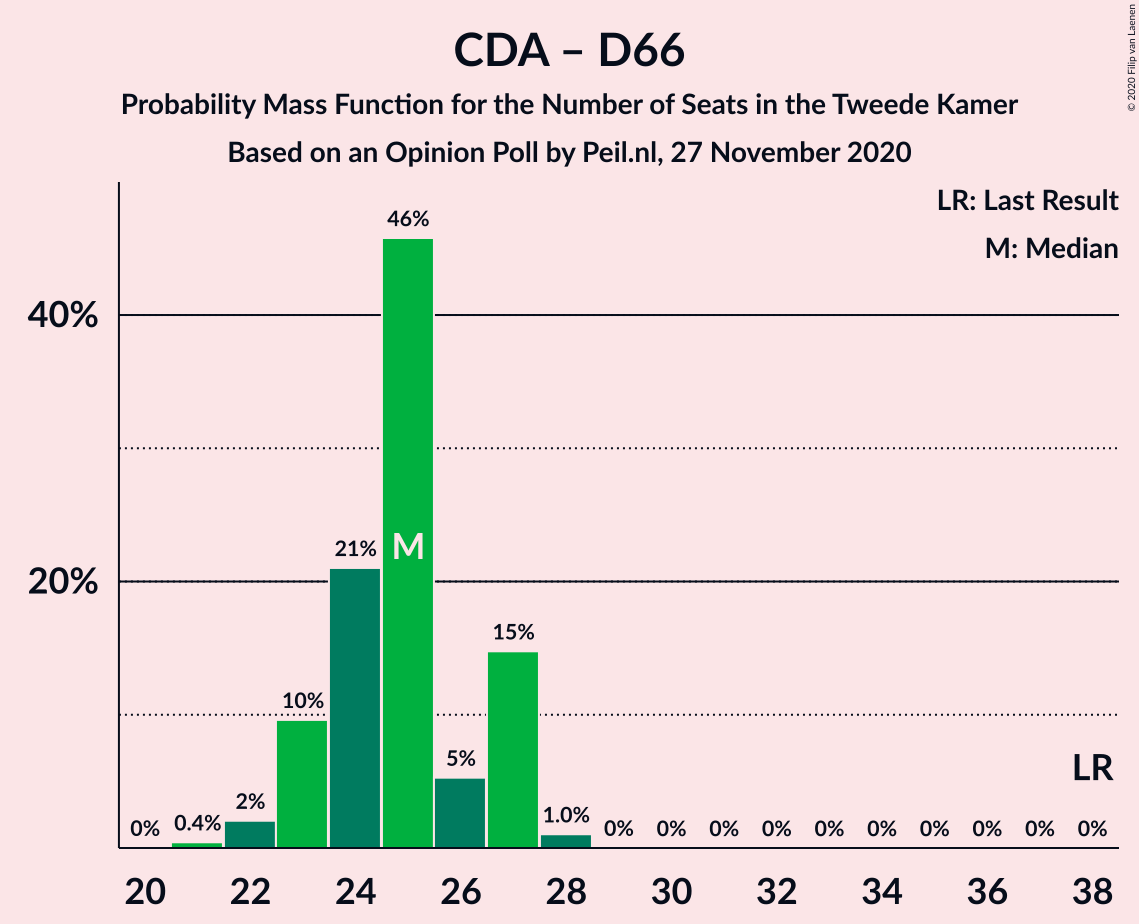 CDA – D66
Probability Mass Function for the Number of Seats in the Tweede Kamer
Based on an Opinion Poll by Peil.nl, 27 November 2020
© 2020 Filip van Laenen
LR: Last Result
M: Median
46%
40%
M
21%
20%
15%
10%
5%
LR
2%
0% 0.4% 1.0% 0% 0% 0% 0% 0% 0% 0% 0% 0% 0%
20 22 24 26 28 30 32 34 36 38